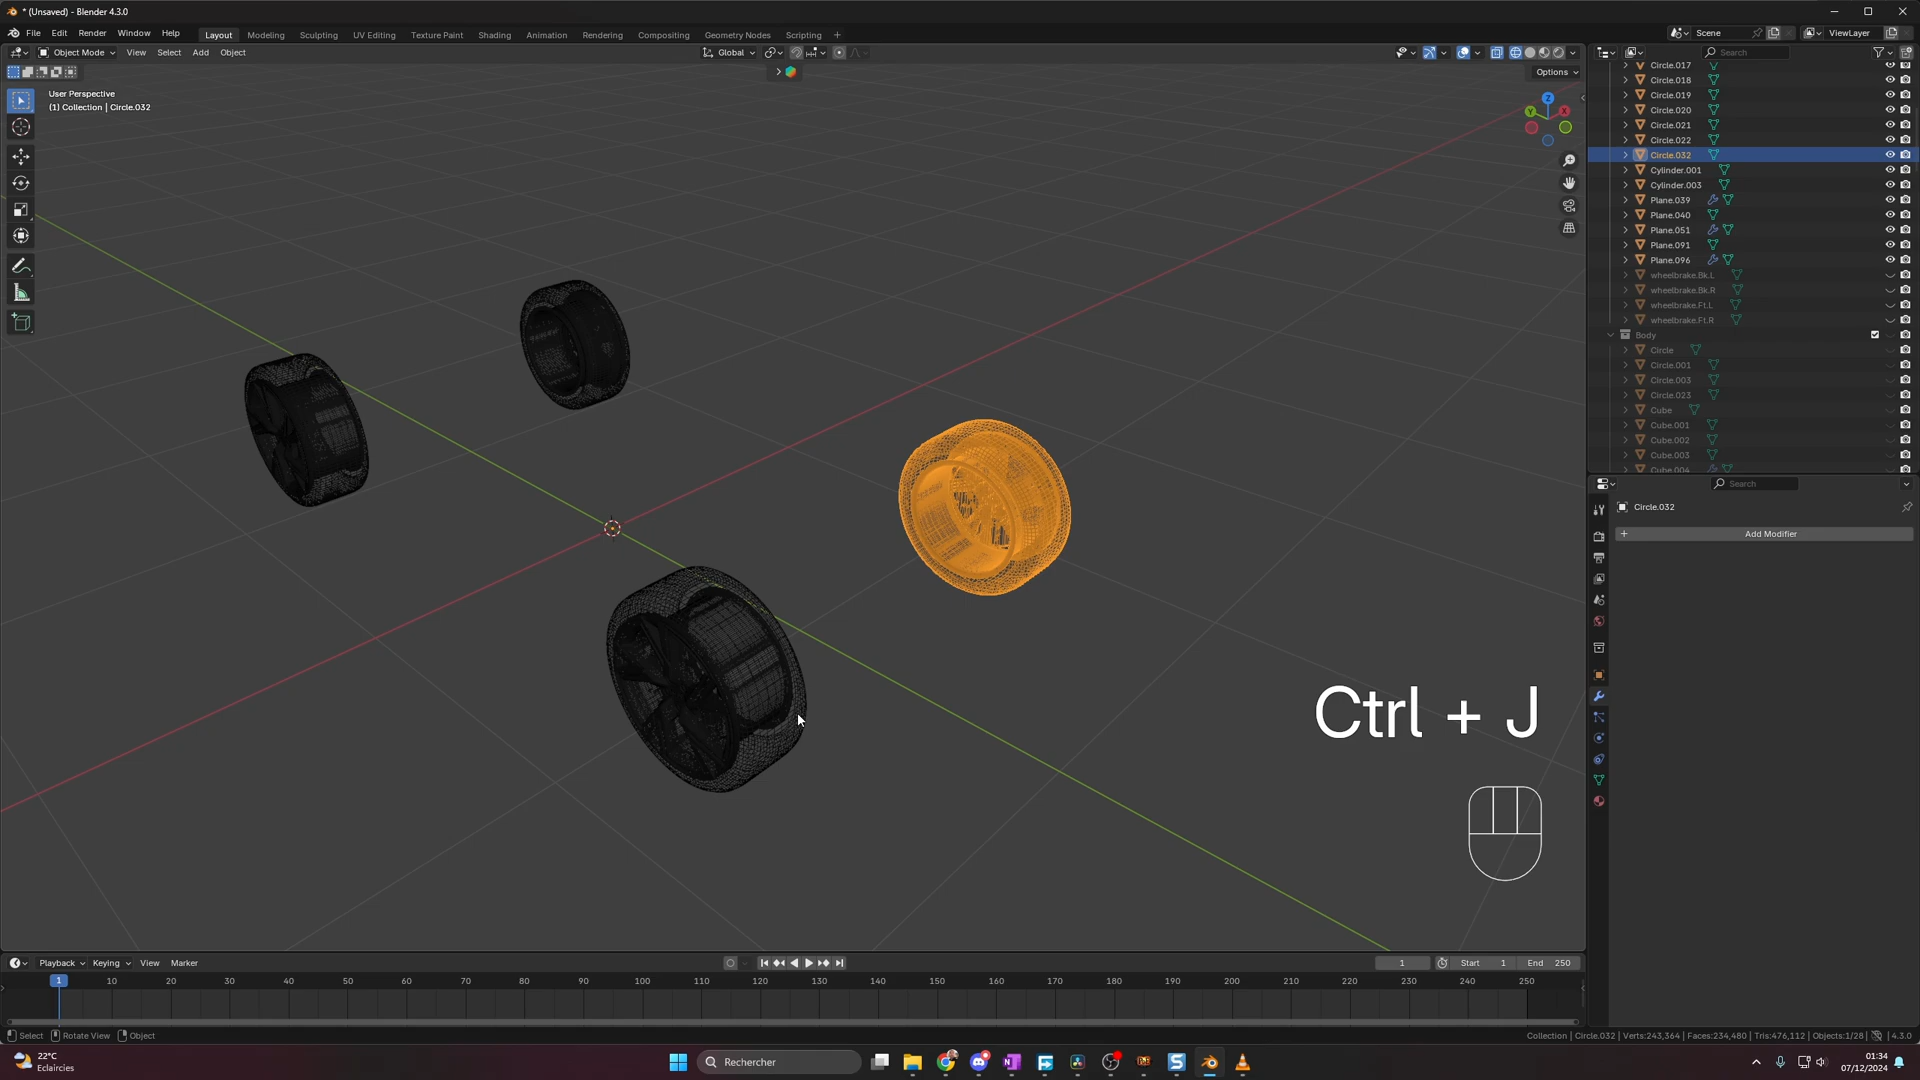 * (Unsaved) - Blender 4.3.0
File Edit Render Window Help Layout Modeling Sculpting UV Editing Texture Paint Shading Animation Rendering Compositing Geometry Nodes Scripting + Scene ViewLayer
Object Mode View Select Add Object Global Search
Options
User Perspective
(1) Collection | Circle.032
Z
Y
X
Circle.017
Circle.018
Circle.019
Circle.020
Circle.021
Circle.022
Circle.032
Cylinder.001
Cylinder.003
Plane.039
Plane.040
Plane.051
Plane.091
Plane.096
wheelbrake.Bk.L
wheelbrake.Bk.R
wheelbrake.Ft.L
wheelbrake.Ft.R
Body
Circle
Circle.001
Circle.003
Circle.023
Cube
Cube.001
Cube.002
Cube.003
Cube.004
Search
Circle.032
+ Add Modifier
Ctrl + J
Playback Keying View Marker 1 Start 1 End 250
1 10 20 30 40 50 60 70 80 90 100 110 120 130 140 150 160 170 180 190 200 210 220 230 240 250
Select Rotate View Object Collection | Circle.032 | Verts:243,364 | Faces:234,480 | Tris:476,112 | Objects:1/28 | 4.3.0
22°C
Eclaircies
Rechercher
01:34
07/12/2024